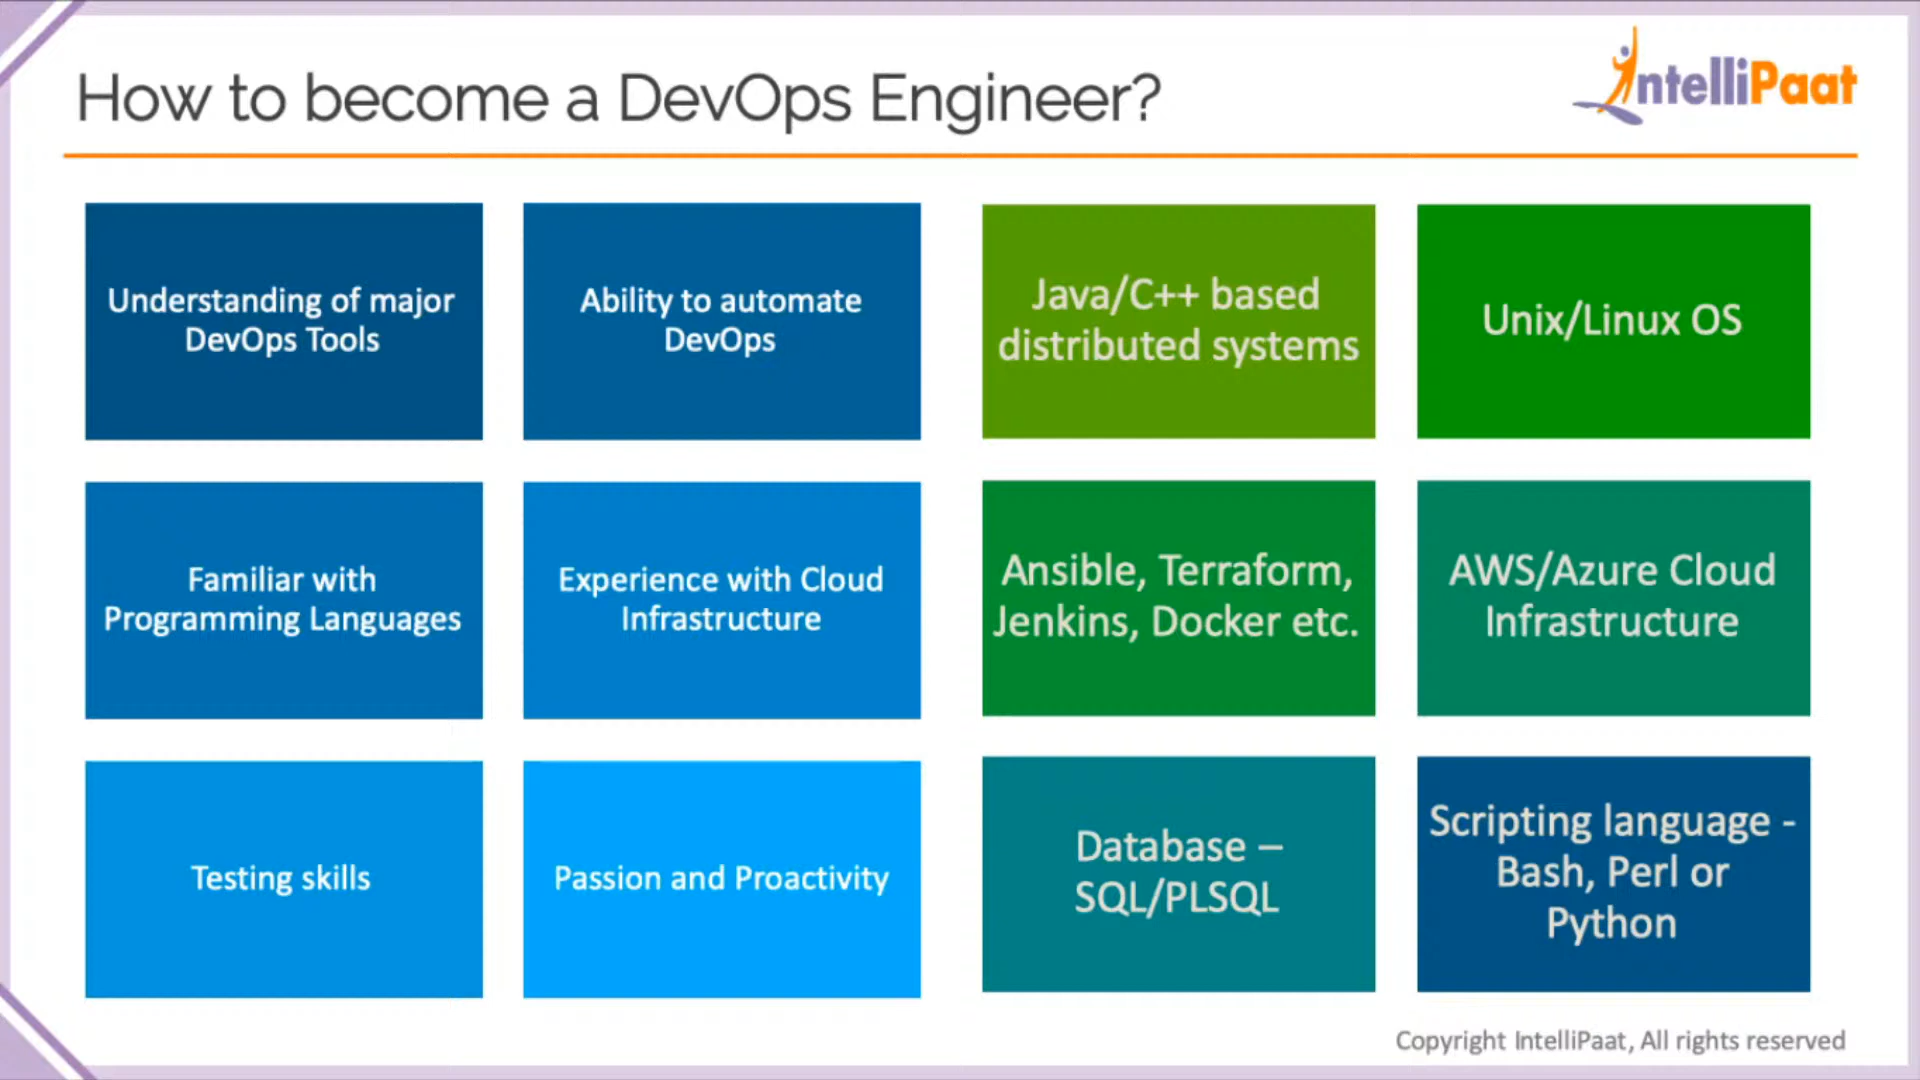 How to become a DevOps Engineer?
IntelliPaat
Understanding of major
DevOps Tools
Ability to automate
DevOps
Java/C++ based
distributed systems
Unix/Linux OS
Familiar with
Programming Languages
Experience with Cloud
Infrastructure
Ansible, Terraform,
Jenkins, Docker etc.
AWS/Azure Cloud
Infrastructure
Testing skills
Passion and Proactivity
Database –
SQL/PLSQL
Scripting language -
Bash, Perl or
Python
Copyright IntelliPaat, All rights reserved